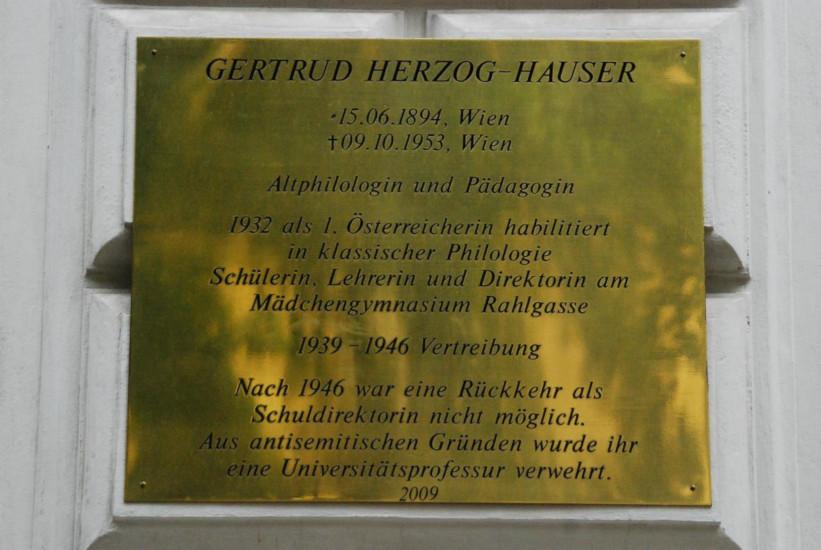 GERTRUD HERZOG-HAUSER
*15.06.1894, Wien
†09.10.1953, Wien
Altphilologin und Pädagogin
1932 als 1. Österreicherin habilitiert
in klassischer Philologie
Schülerin, Lehrerin und Direktorin am
Mädchengymnasium Rahlgasse
1939 - 1946 Vertreibung
Nach 1946 war eine Rückkehr als
Schuldirektorin nicht möglich.
Aus antisemitischen Gründen wurde ihr
eine Universitätsprofessur verwehrt.
2009